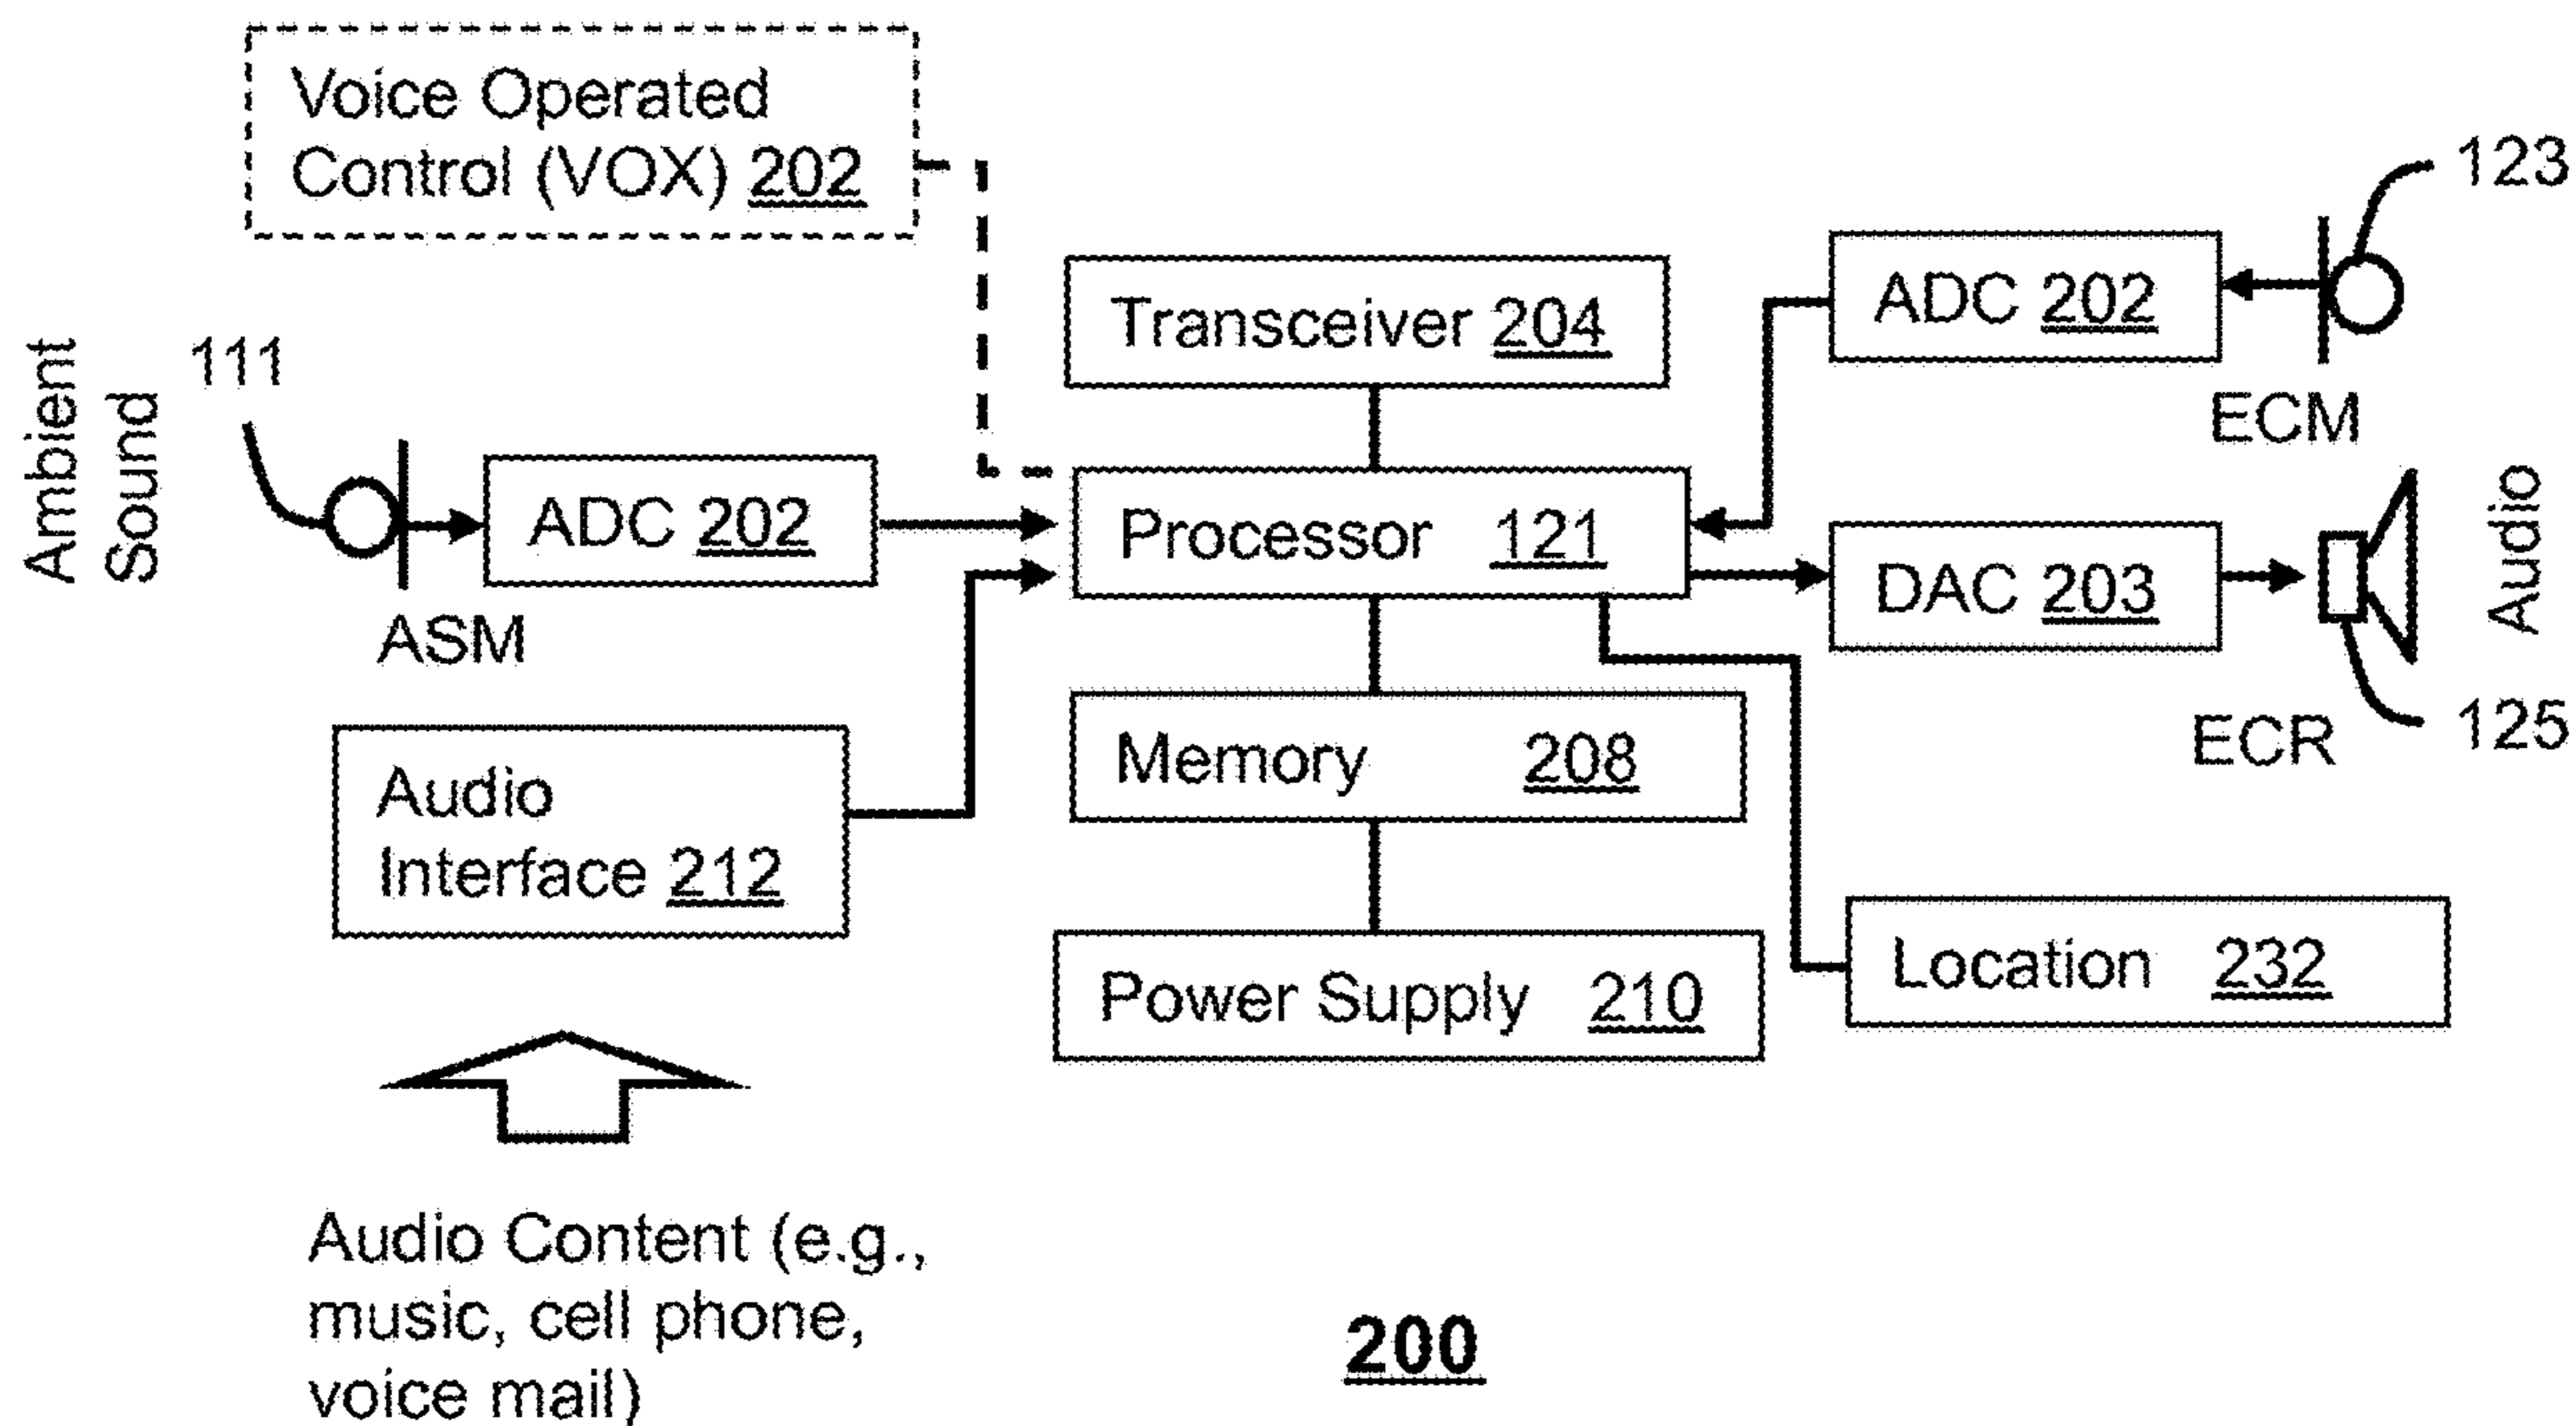 Voice Operated
Control (VOX) 202
123
ADC 202
Transceiver 204
ECM
Ambient
Sound
111
ADC 202
ASM
Processor 121
DAC 203
Audio
ECR
125
Audio
Interface 212
Memory 208
Location 232
Power Supply 210
Audio Content (e.g.,
music, cell phone,
voice mail)
200